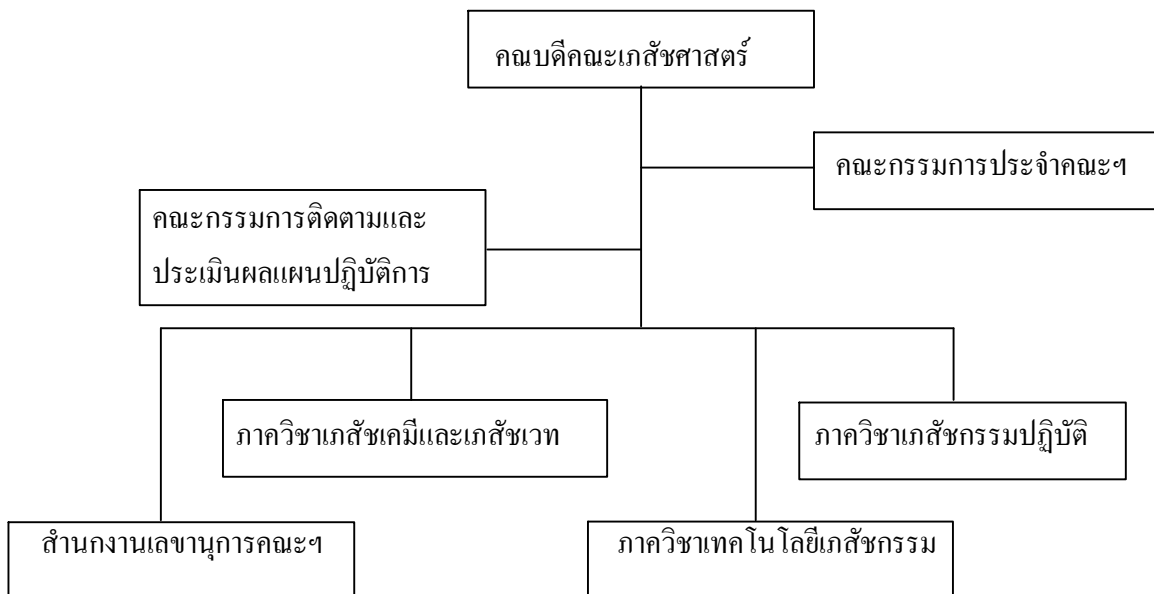 คณบดีคณะเภสัชศาสตร์
คณะกรรมการประจำคณะฯ
คณะกรรมการติดตามและ
ประเมินผลแผนปฏิบัติการ
ภาควิชาเภสัชเคมีและเภสัชเวท
ภาควิชาเภสัชกรรมปฏิบัติ
สำนกงานเลขานุการคณะฯ
ภาควิชาเทคโนโลยีเภสัชกรรม